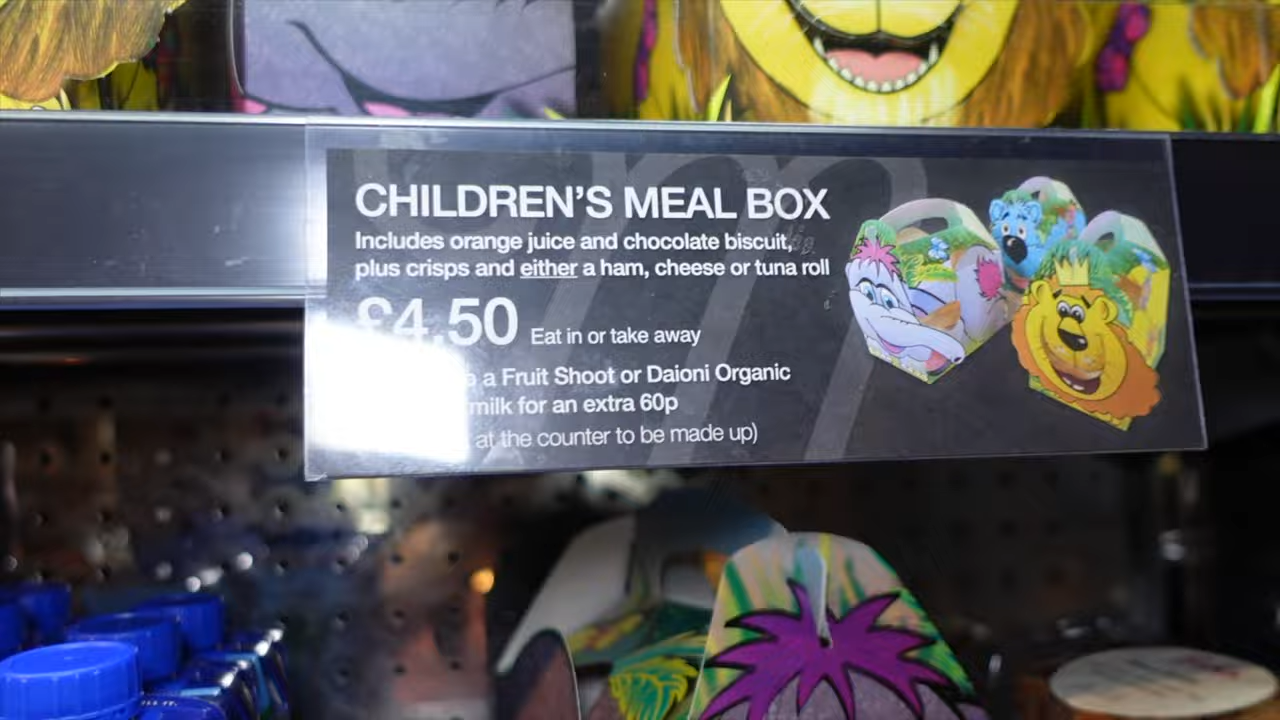 CHILDREN'S MEAL BOX
Includes orange juice and chocolate biscuit,
plus crisps and either a ham, cheese or tuna roll
£4.50 Eat in or take away
a Fruit Shoot or Daioni Organic
milk for an extra 60p
at the counter to be made up)